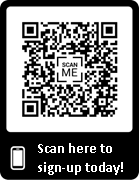 SCAN
ME
Scan here to
sign-up today!